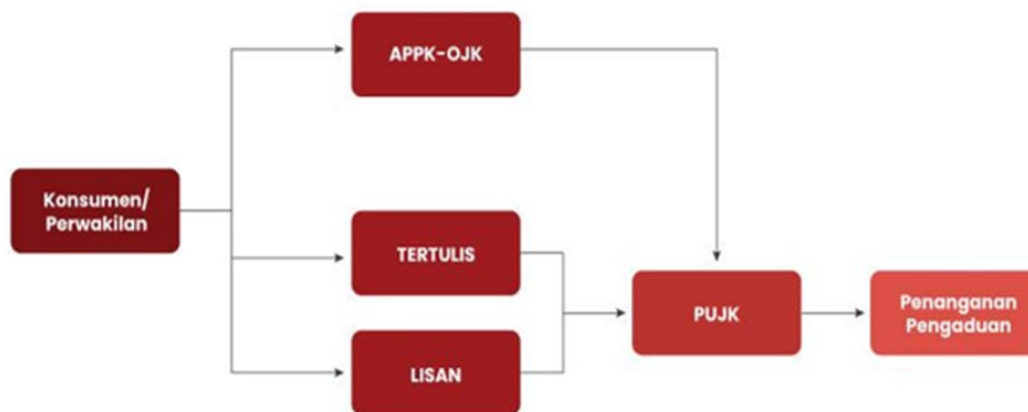 APPK-OJK
Konsumen/
Perwakilan
TERTULIS
LISAN
PUJK
Penanganan
Pengaduan